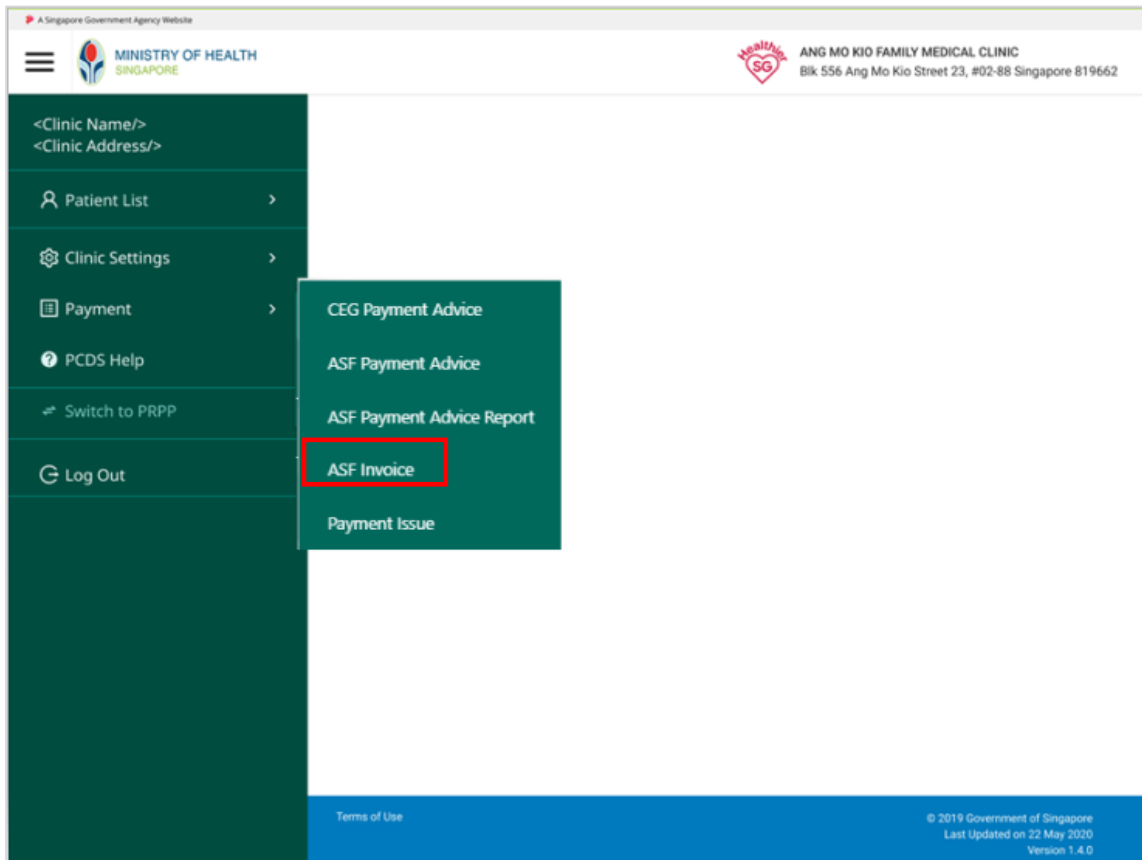 A Singapore Government Agency Website
MINISTRY OF HEALTH
SINGAPORE
Healthier
SG
ANG MO KIO FAMILY MEDICAL CLINIC
Blk 556 Ang Mo Kio Street 23, #02-88 Singapore 819662
<Clinic Name/>
<Clinic Address/>
Patient List
Clinic Settings
Payment
PCDS Help
Switch to PRPP
Log Out
CEG Payment Advice
ASF Payment Advice
ASF Payment Advice Report
ASF Invoice
Payment Issue
Terms of Use
© 2019 Government of Singapore
Last Updated on 22 May 2020
Version 1.4.0